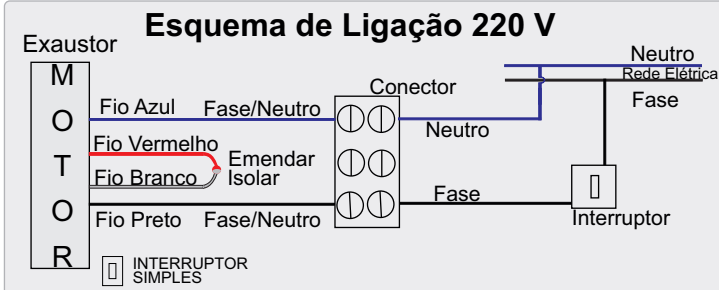 Esquema de Ligação 220 V
Exaustor
MOTOR
Neutro
Rede Elétrica
Fase
Conector
Fio Azul
Fase/Neutro
Neutro
Fio Vermelho
Emendar
Isolar
Fio Branco
Fase
Fio Preto
Fase/Neutro
Interruptor
INTERRUPTOR
SIMPLES